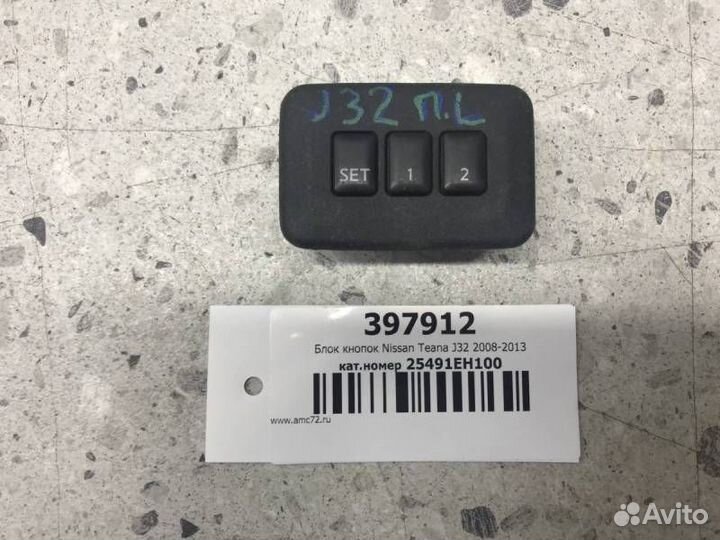 J32 П.L
SET 1 2
397912
Блок кнопок Nissan Teana J32 2008-2013
кат.номер 25491EH100
www.amc72.ru
Avito